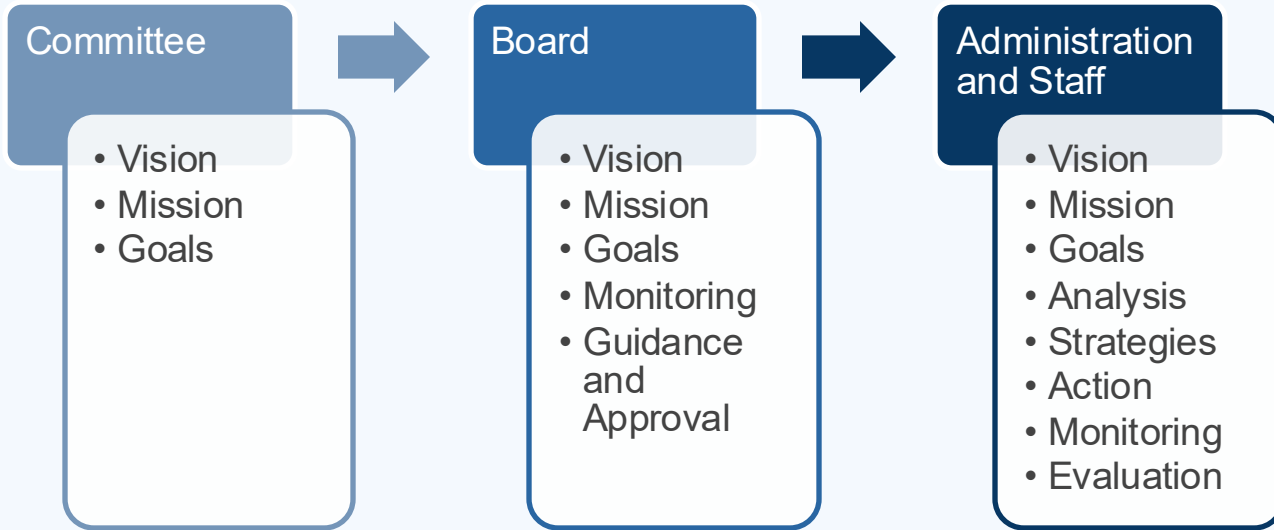 Committee
• Vision
• Mission
• Goals
Board
• Vision
• Mission
• Goals
• Monitoring
• Guidance
and
Approval
Administration
and Staff
• Vision
• Mission
• Goals
• Analysis
• Strategies
• Action
• Monitoring
• Evaluation